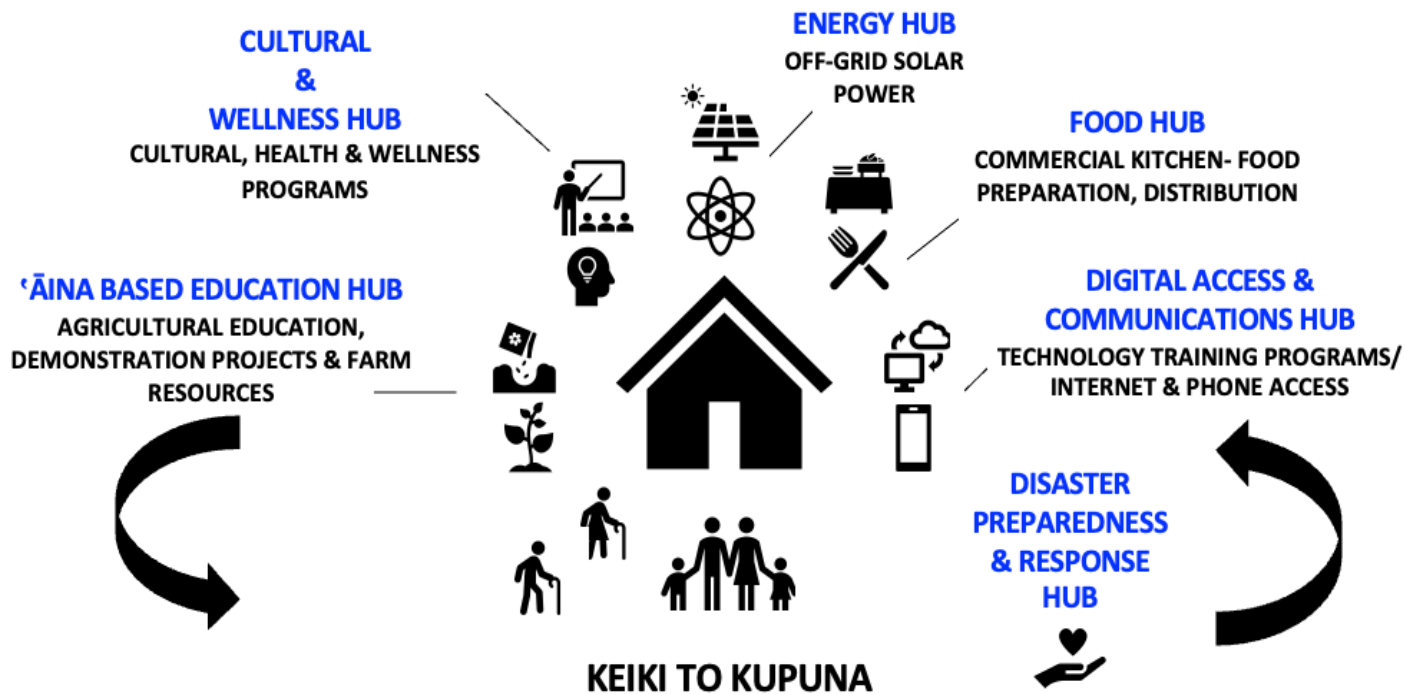 CULTURAL
&
WELLNESS HUB
CULTURAL, HEALTH & WELLNESS
PROGRAMS
ENERGY HUB
OFF-GRID SOLAR
POWER
FOOD HUB
COMMERCIAL KITCHEN- FOOD
PREPARATION, DISTRIBUTION
ʻĀINA BASED EDUCATION HUB
AGRICULTURAL EDUCATION,
DEMONSTRATION PROJECTS & FARM
RESOURCES
DIGITAL ACCESS &
COMMUNICATIONS HUB
TECHNOLOGY TRAINING PROGRAMS/
INTERNET & PHONE ACCESS
DISASTER
PREPAREDNESS
& RESPONSE
HUB
KEIKI TO KUPUNA